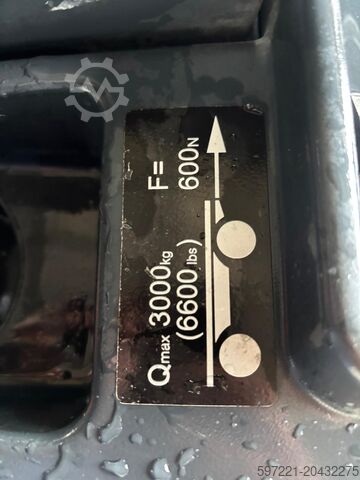 Qmax 3000kg F=
(6600 lbs) 600N
597221-20432275